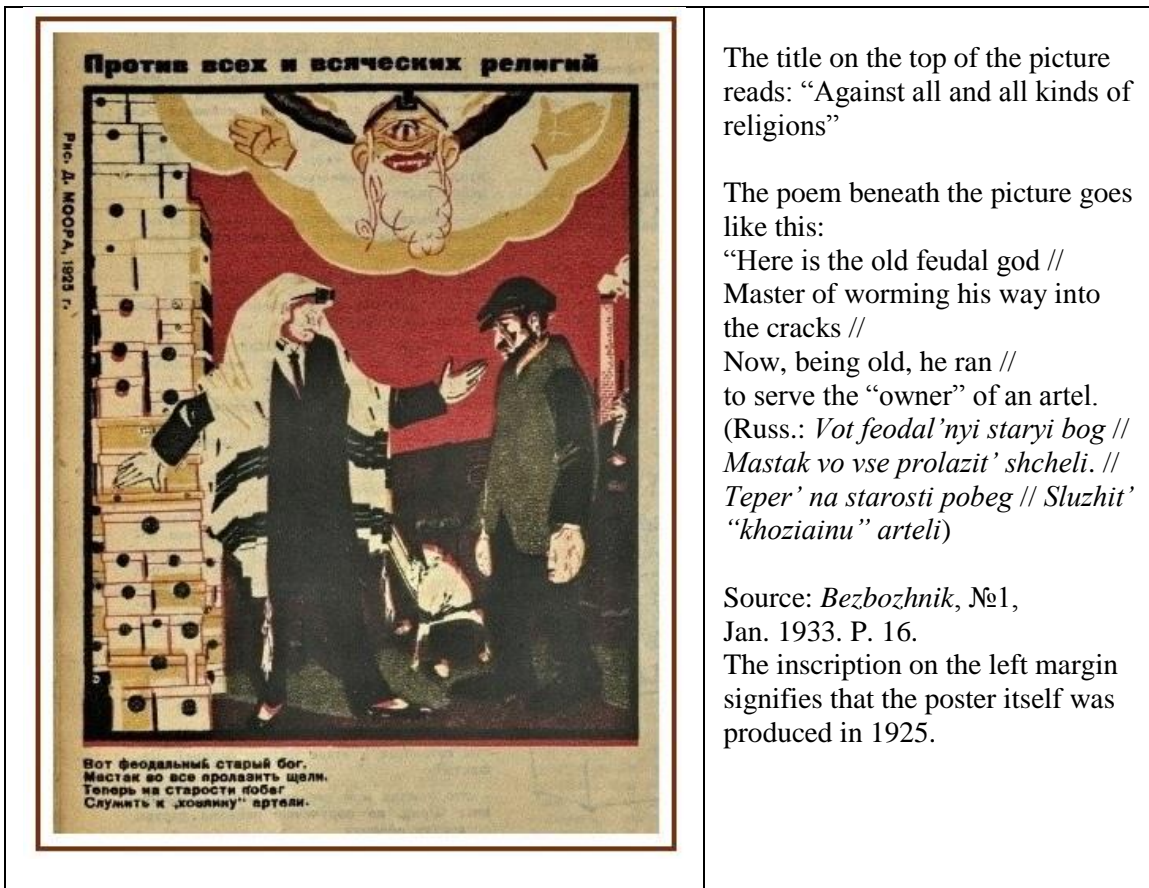 Против всех и всяческих религий
Рис. Д. МООРА, 1925 г.
Вот феодальный старый бог.
Мастак во все пролазить щели.
Теперь на старости побег
Служить к „хозяину" артели.
The title on the top of the picture
reads: “Against all and all kinds of
religions”
The poem beneath the picture goes
like this:
“Here is the old feudal god //
Master of worming his way into
the cracks //
Now, being old, he ran //
to serve the “owner” of an artel.
(Russ.: Vot feodal’nyi staryi bog //
Mastak vo vse prolazit’ shcheli. //
Teper’ na starosti pobeg // Sluzhit’
“khoziainu” arteli)
Source: Bezbozhnik, №1,
Jan. 1933. P. 16.
The inscription on the left margin
signifies that the poster itself was
produced in 1925.